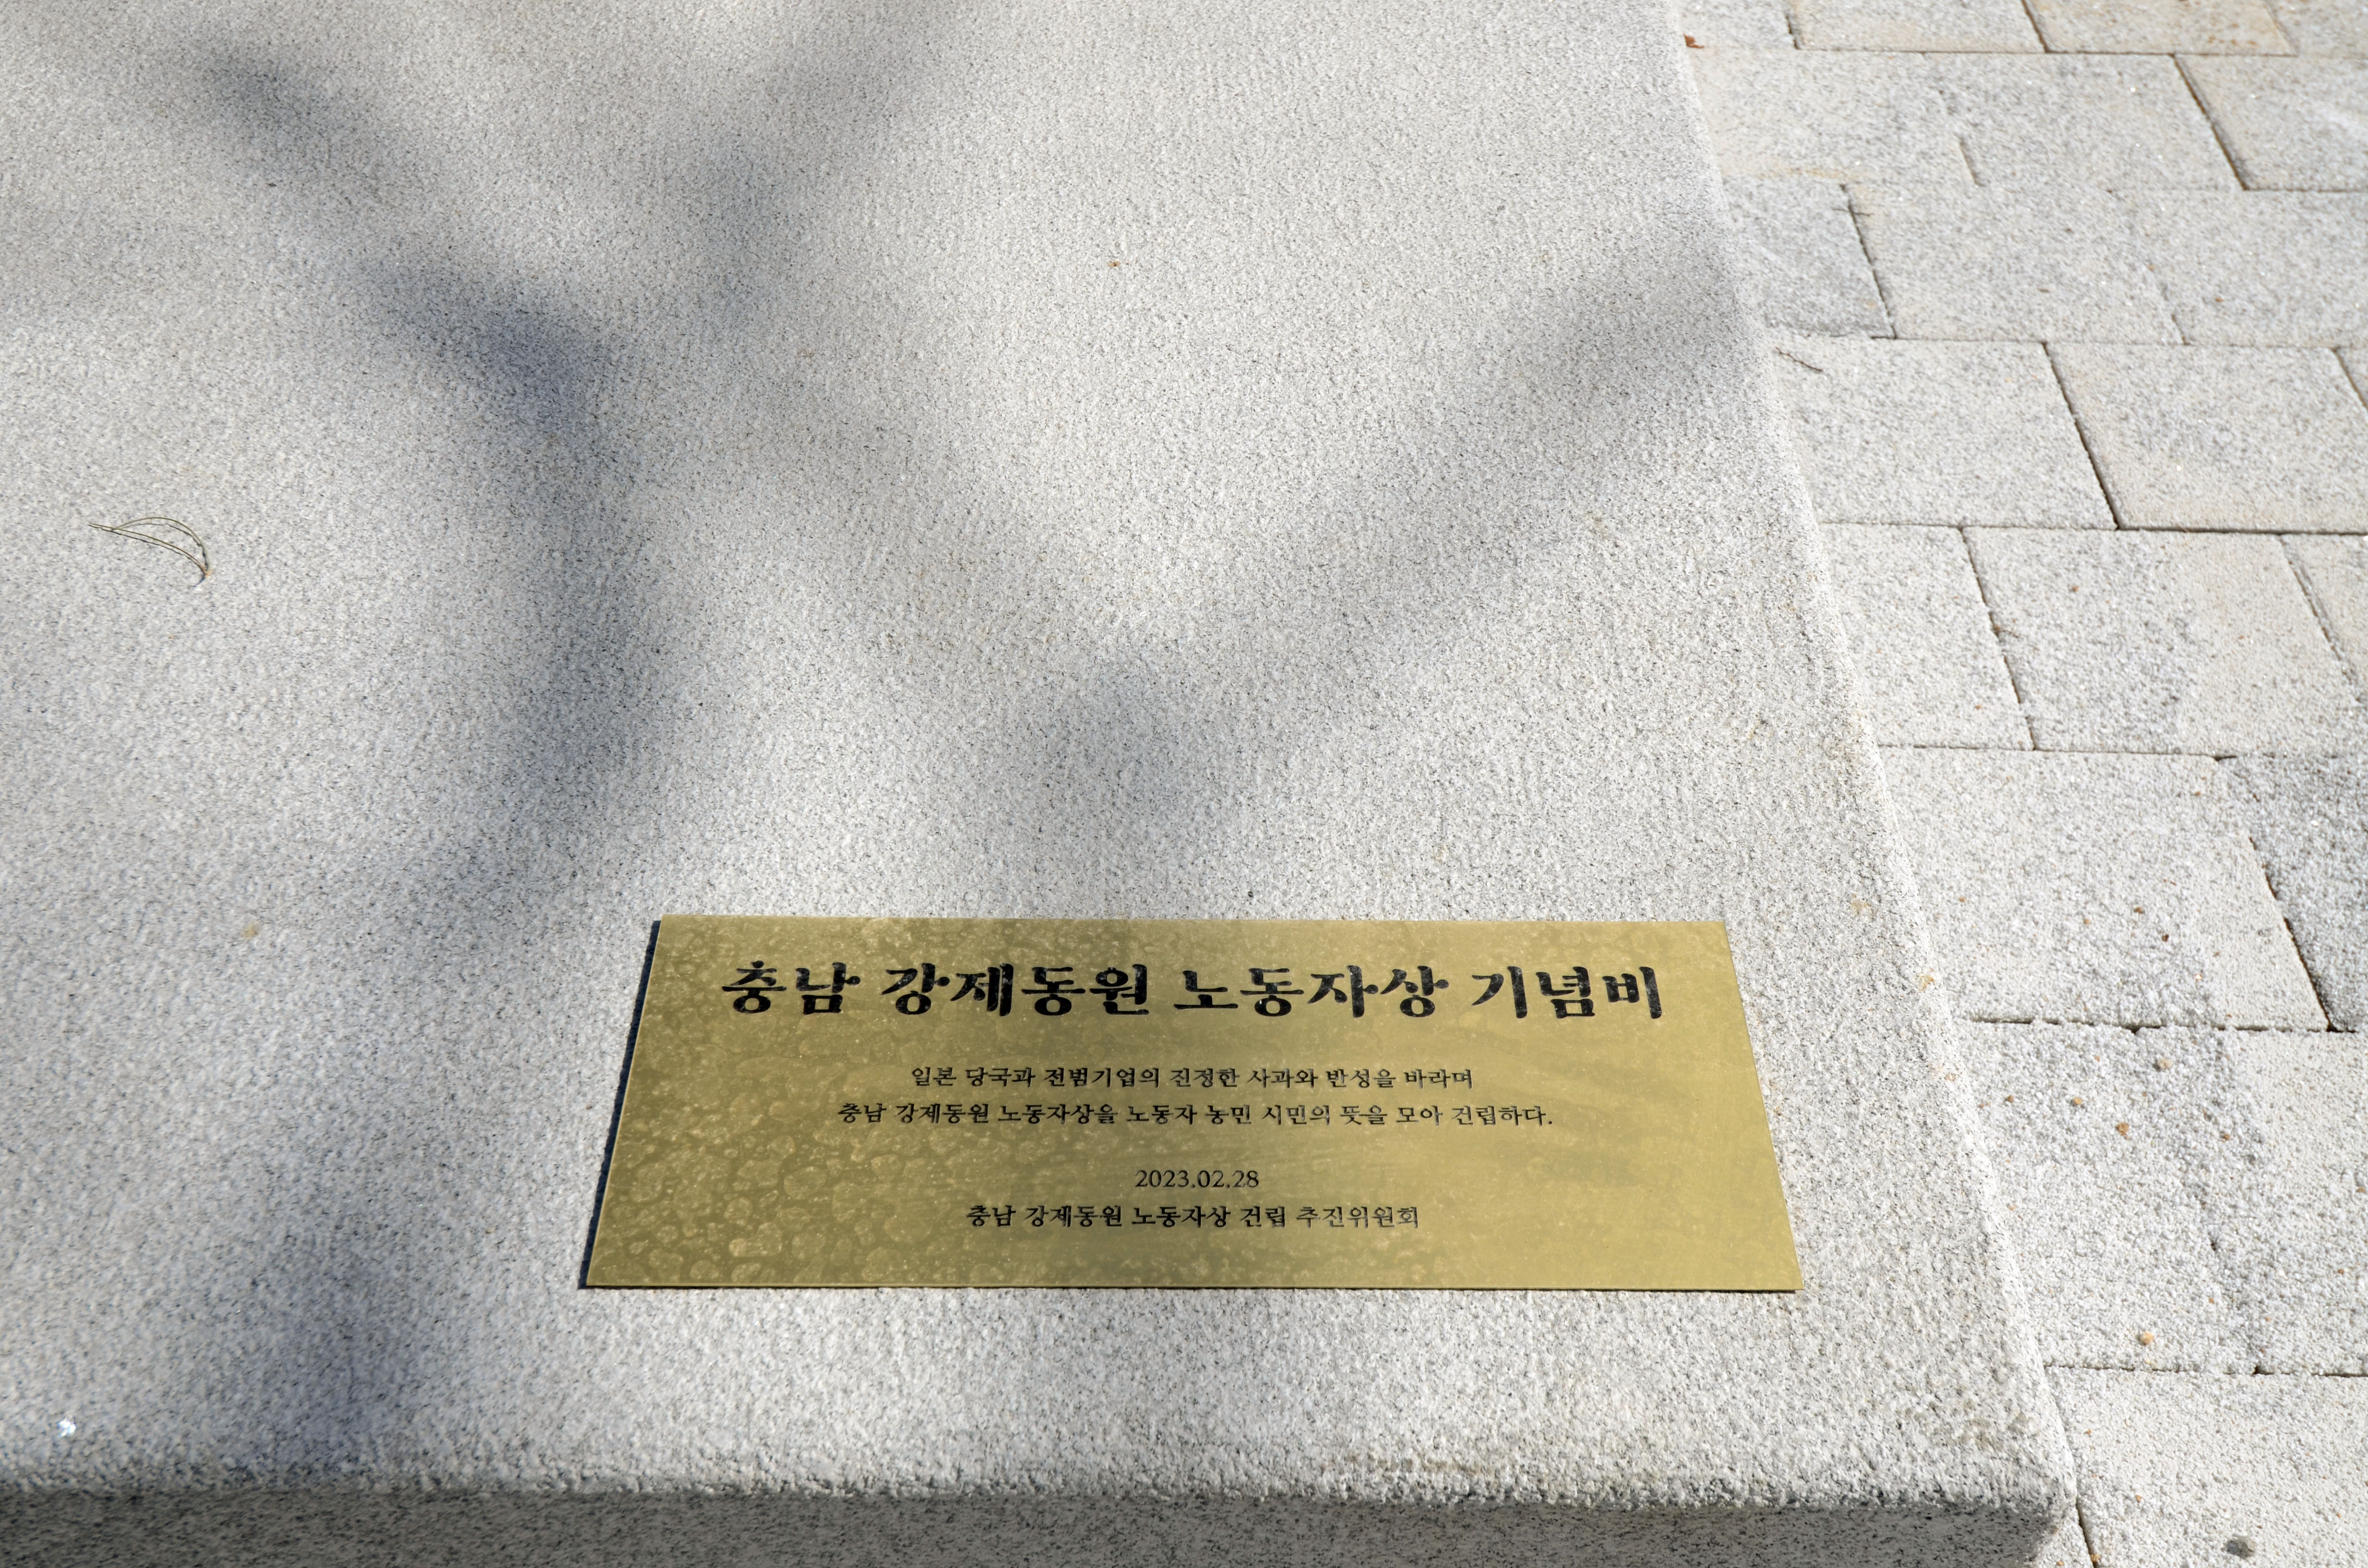 충남 강제동원 노동자상 기념비
일본 당국과 전범기업의 진정한 사과와 반성을 바라며
충남 강제동원 노동자상을 노동자 농민 시민의 뜻을 모아 건립하다.
2023.02.28
충남 강제동원 노동자상 건립 추진위원회